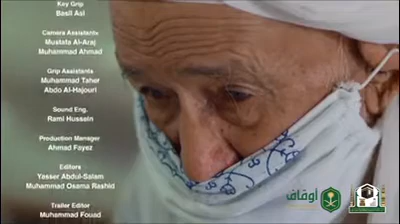 Key Grip
Basil Asi
Camera Assistants
Mustafa Al-Araj
Muhammad Ahmad
Grip Assistants
Muhammad Taher
Abdo Al-Hajouri
Sound Eng.
Rami Hussein
Production Manager
Ahmad Fayez
Editors
Yasser Abdul-Salam
Muhammad Osama Rashid
Trailer Editor
Muhammad Fouad
أوقاف